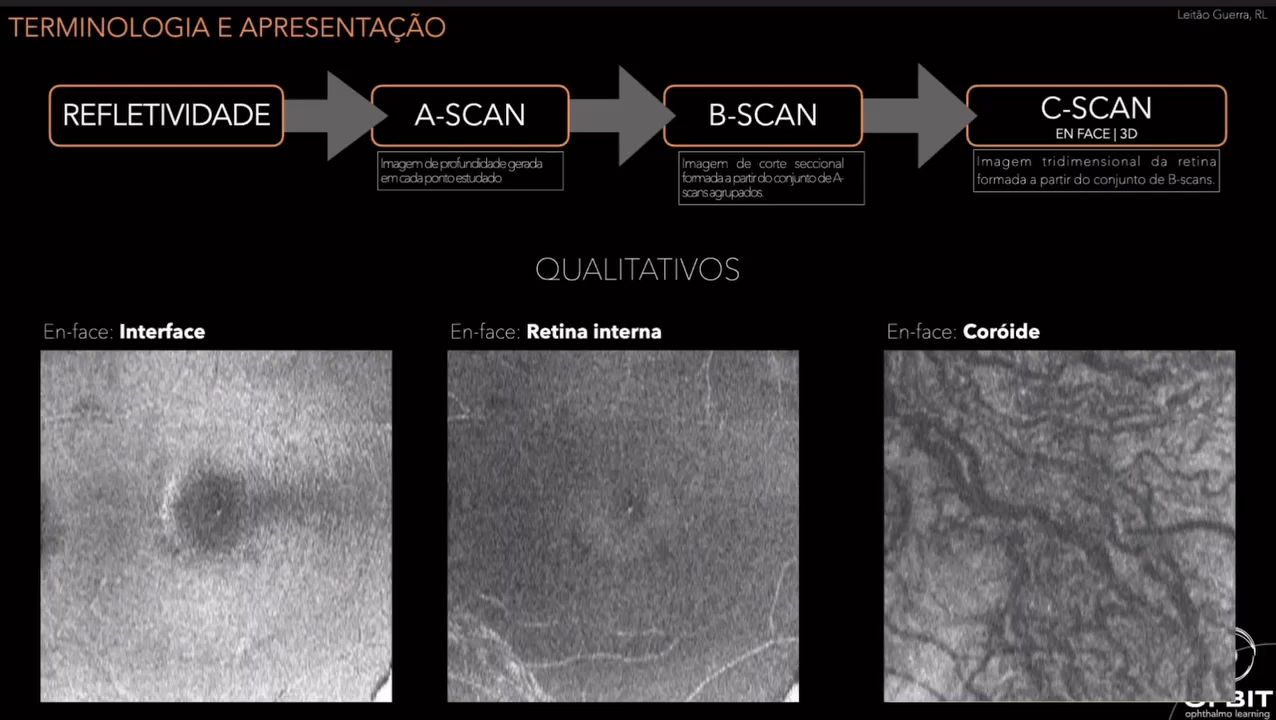 Leitão Guerra, RL
TERMINOLOGIA E APRESENTAÇÃO
REFLETIVIDADE
A-SCAN
Imagem de profundidade gerada
em cada ponto estudado
B-SCAN
Imagem de corte seccional
formada a partir do conjunto de A-
scans agrupados.
C-SCAN
EN FACE | 3D
Imagem tridimensional da retina
formada a partir do conjunto de B-scans.
QUALITATIVOS
En-face: Interface
En-face: Retina interna
En-face: Coróide
ophthalmo learning